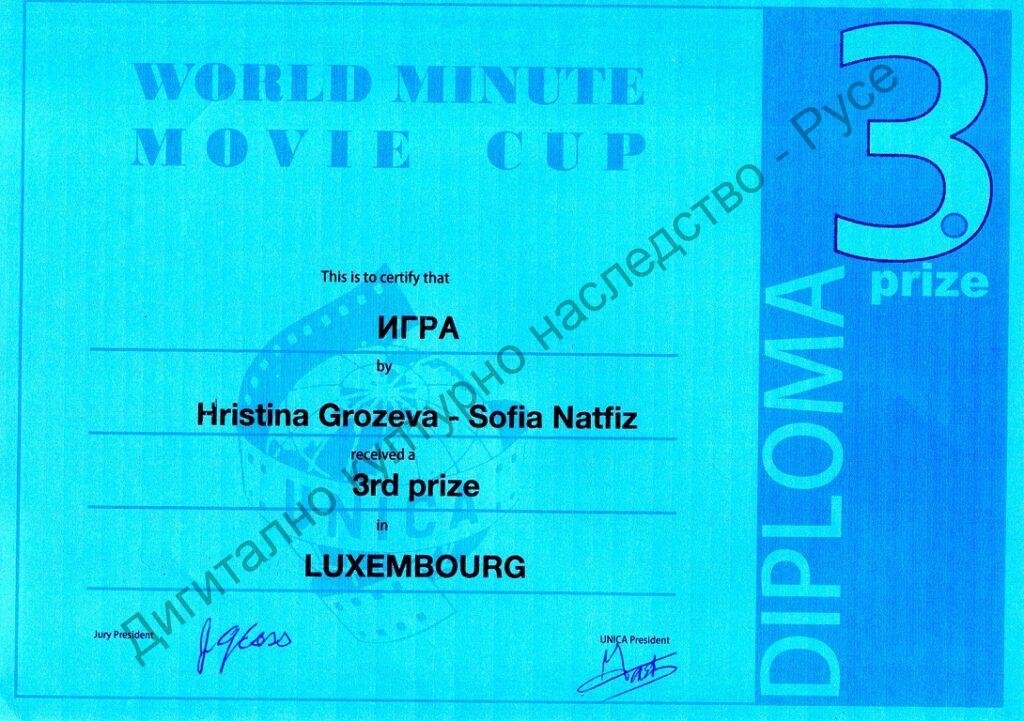 WORLD MINUTE
MOVIE CUP
This is to certify that
ИГРА
by
Hristina Grozeva - Sofia Natfiz
received a
3rd prize
in
LUXEMBOURG
Jury President
UNICA President
UNICA
3.
prize
DIPLOMA
Дигитално културно наследство - Русе